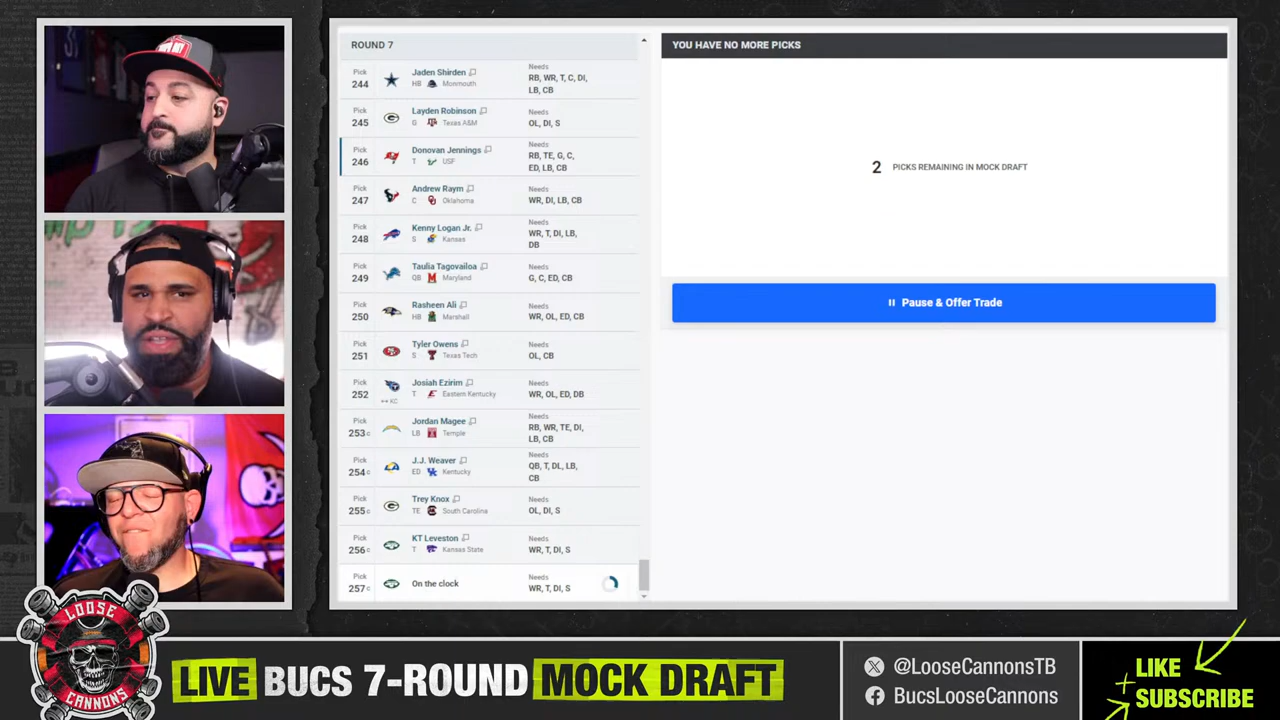 ROUND 7
Pick
244
Jaden Shirden
HB Monmouth
Needs
RB, WR, T, C, DI,
LB, CB
Pick
245
Layden Robinson
G Texas A&M
Needs
OL, DI, S
Pick
246
Donovan Jennings
T USF
Needs
RB, TE, G, C,
ED, LB, CB
Pick
247
Andrew Raym
C Oklahoma
Needs
WR, DI, LB, CB
Pick
248
Kenny Logan Jr.
S Kansas
Needs
WR, T, DI, LB,
DB
Pick
249
Taulia Tagovailoa
QB Maryland
Needs
G, C, ED, CB
Pick
250
Rasheen Ali
HB Marshall
Needs
WR, OL, ED, CB
Pick
251
Tyler Owens
S Texas Tech
Needs
OL, CB
Pick
252
↔ KC
Josiah Ezirim
T Eastern Kentucky
Needs
WR, OL, ED, DB
Pick
253 c
Jordan Magee
LB Temple
Needs
RB, WR, TE, DI,
LB, CB
Pick
254 c
J.J. Weaver
ED Kentucky
Needs
QB, T, DL, LB,
CB
Pick
255 c
Trey Knox
TE South Carolina
Needs
OL, DI, S
Pick
256 c
KT Leveston
T Kansas State
Needs
WR, T, DI, S
Pick
257 c
On the clock
Needs
WR, T, DI, S
YOU HAVE NO MORE PICKS
2 PICKS REMAINING IN MOCK DRAFT
Pause & Offer Trade
LOOSE
CANNONS
LIVE BUCS 7-ROUND MOCK DRAFT
@LooseCannonsTB
BucsLooseCannons
LIKE
+ SUBSCRIBE